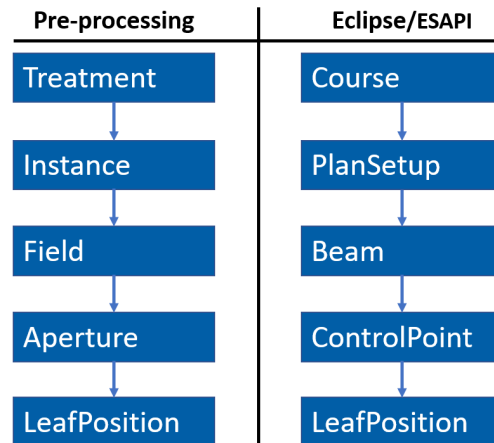 Pre-processing
Eclipse/ESAPI
Treatment
Course
Instance
PlanSetup
Field
Beam
Aperture
ControlPoint
LeafPosition
LeafPosition